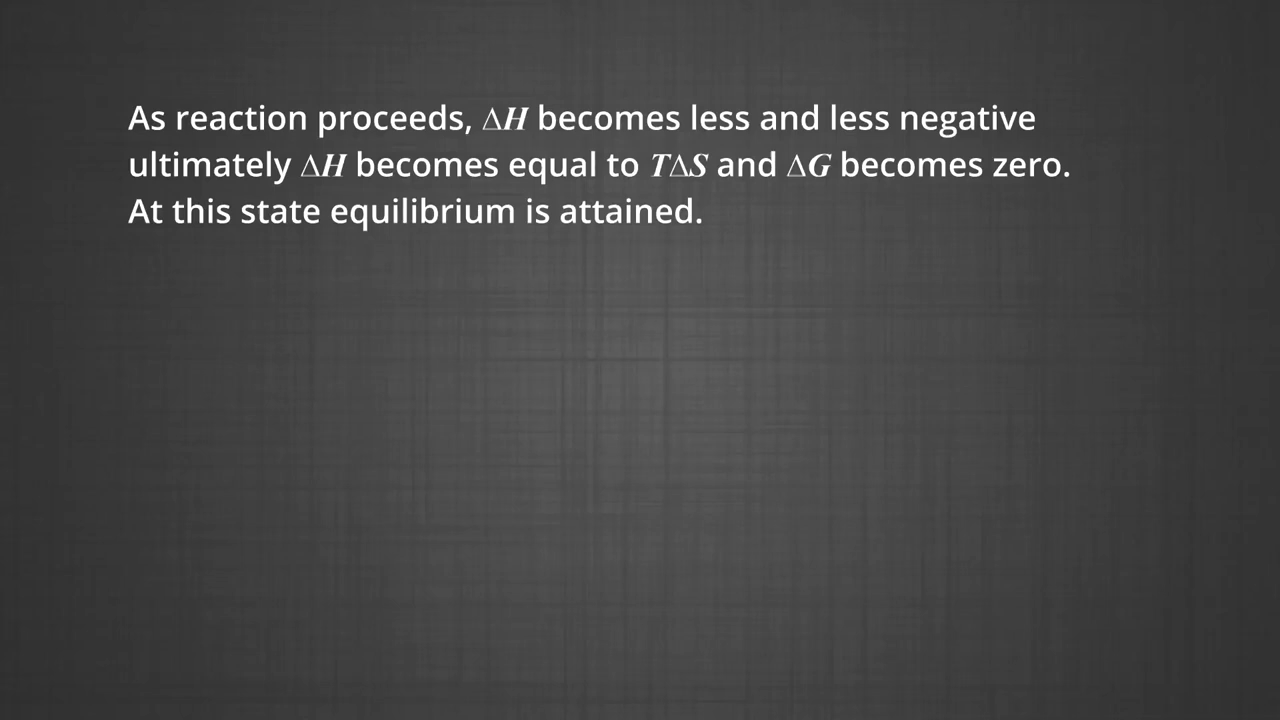 As reaction proceeds, ΔH becomes less and less negative
ultimately ΔH becomes equal to TΔS and ΔG becomes zero.
At this state equilibrium is attained.